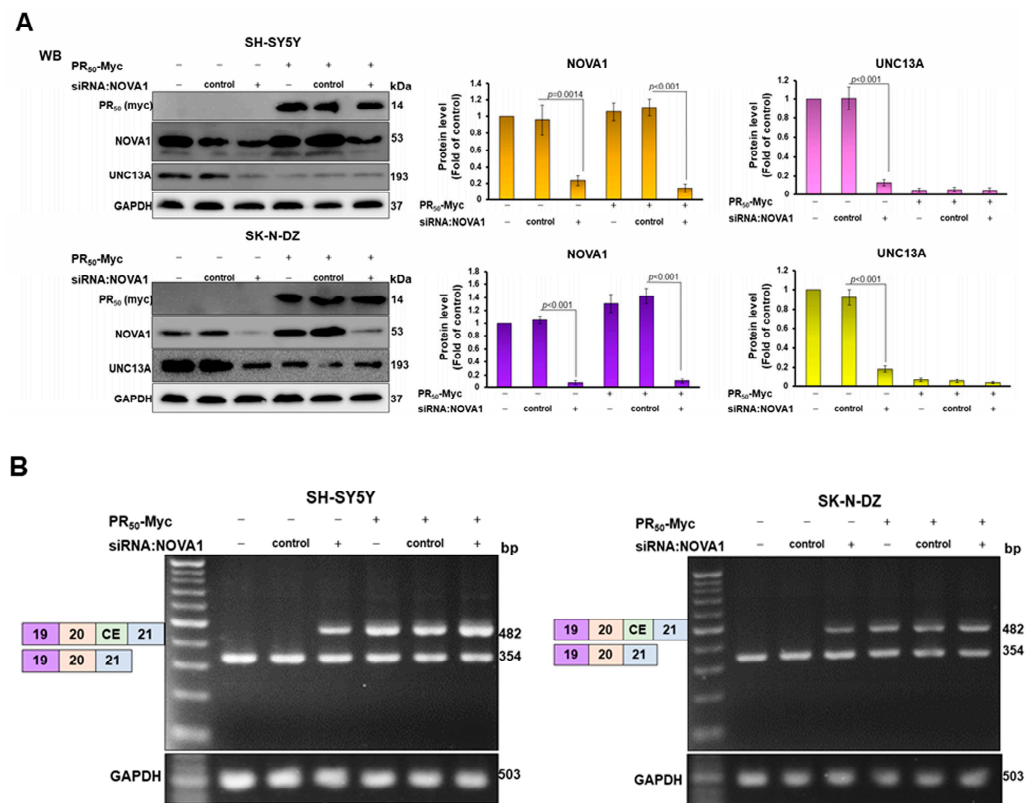 A
SH-SY5Y
WB
PR50-Myc – – – + + +
siRNA:NOVA1 – control + – control + kDa
PR50 (myc) 14
NOVA1 53
UNC13A 193
GAPDH 37
NOVA1
Protein level
(Fold of control)
1.4
1.2
1
0.8
0.6
0.4
0.2
0
p=0.0014
p<0.001
PR50-Myc – – – + + +
siRNA:NOVA1 – control + – control +
UNC13A
Protein level
(Fold of control)
1.2
1
0.8
0.6
0.4
0.2
0
p<0.001
PR50-Myc – – – + + +
siRNA:NOVA1 – control + – control +
SK-N-DZ
PR50-Myc – – – + + +
siRNA:NOVA1 – control + – control + kDa
PR50 (myc) 14
NOVA1 53
UNC13A 193
GAPDH 37
NOVA1
Protein level
(Fold of control)
1.8
1.6
1.4
1.2
1
0.8
0.6
0.4
0.2
0
p<0.001
p<0.001
PR50-Myc – – – + + +
siRNA:NOVA1 – control + – control +
UNC13A
Protein level
(Fold of control)
1.2
1
0.8
0.6
0.4
0.2
0
p<0.001
PR50-Myc – – – + + +
siRNA:NOVA1 – control + – control +
B
SH-SY5Y
PR50-Myc – – – + + +
siRNA:NOVA1 – control + – control + bp
19 20 CE 21 482
19 20 21 354
GAPDH 503
SK-N-DZ
PR50-Myc – – – + + +
siRNA:NOVA1 – control + – control + bp
19 20 CE 21 482
19 20 21 354
GAPDH 503